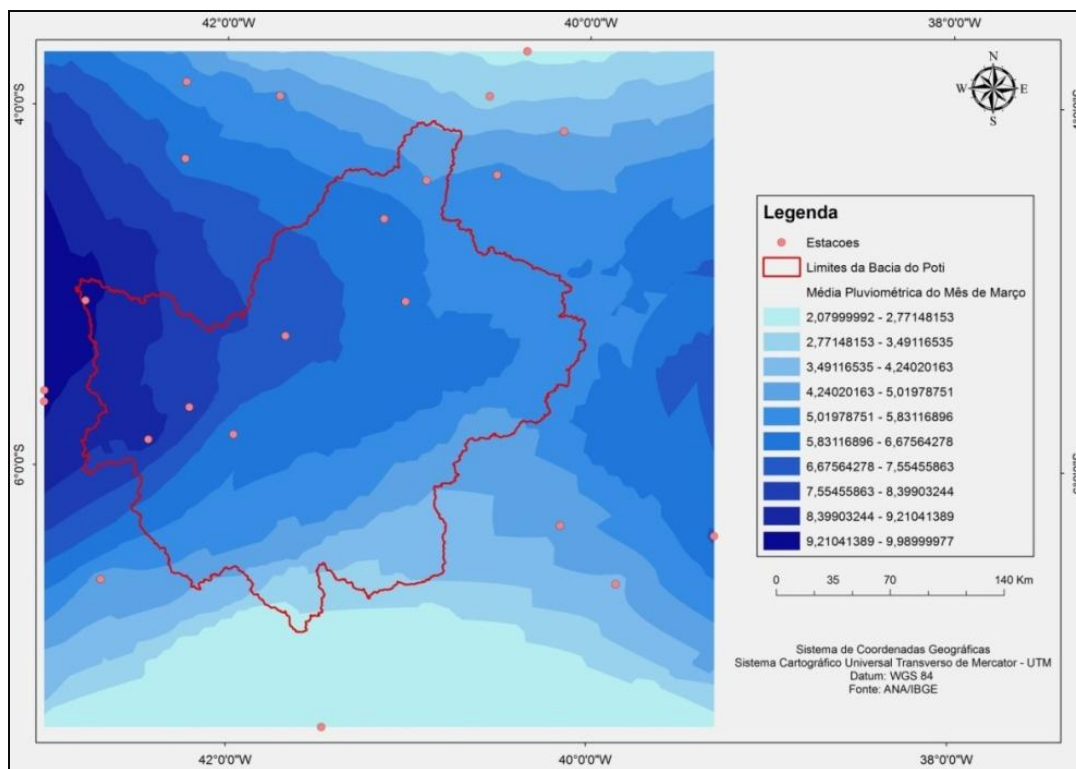 42°0'0"W 40°0'0"W 38°0'0"W
4°0'0"S
6°0'0"S
N
W E
S
Legenda
Estacoes
Limites da Bacia do Poti
Média Pluviométrica do Mês de Março
2,07999992 - 2,77148153
2,77148153 - 3,49116535
3,49116535 - 4,24020163
4,24020163 - 5,01978751
5,01978751 - 5,83116896
5,83116896 - 6,67564278
6,67564278 - 7,55455863
7,55455863 - 8,39903244
8,39903244 - 9,21041389
9,21041389 - 9,98999977
0 35 70 140 Km
Sistema de Coordenadas Geográficas
Sistema Cartográfico Universal Transverso de Mercator - UTM
Datum: WGS 84
Fonte: ANA/IBGE
42°0'0"W 40°0'0"W 38°0'0"W